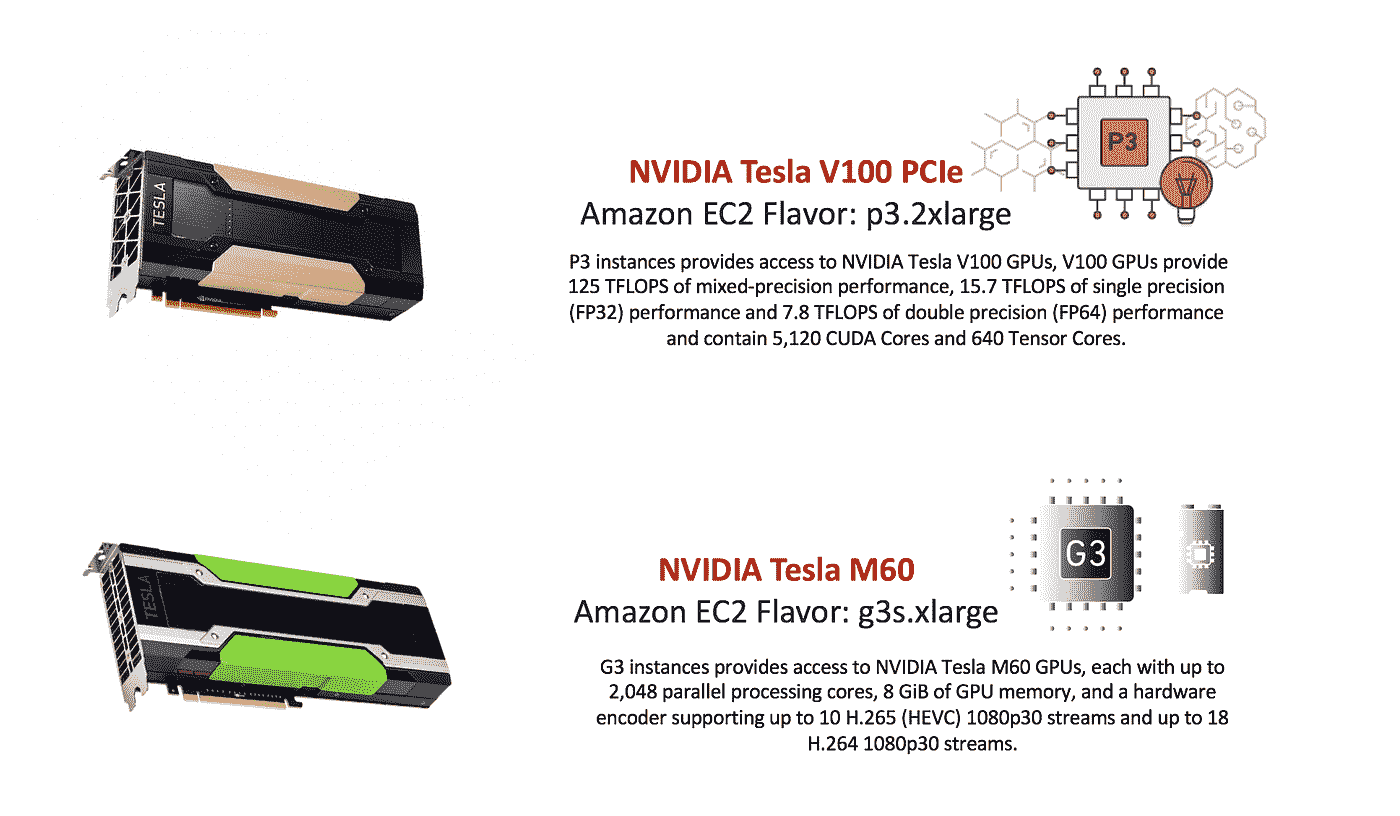 TESLA
NVIDIA
NVIDIA Tesla V100 PCIe
P3
Amazon EC2 Flavor: p3.2xlarge
P3 instances provides access to NVIDIA Tesla V100 GPUs, V100 GPUs provide
125 TFLOPS of mixed-precision performance, 15.7 TFLOPS of single precision
(FP32) performance and 7.8 TFLOPS of double precision (FP64) performance
and contain 5,120 CUDA Cores and 640 Tensor Cores.
TESLA
NVIDIA Tesla M60
G3
Amazon EC2 Flavor: g3s.xlarge
G3 instances provides access to NVIDIA Tesla M60 GPUs, each with up to
2,048 parallel processing cores, 8 GiB of GPU memory, and a hardware
encoder supporting up to 10 H.265 (HEVC) 1080p30 streams and up to 18
H.264 1080p30 streams.